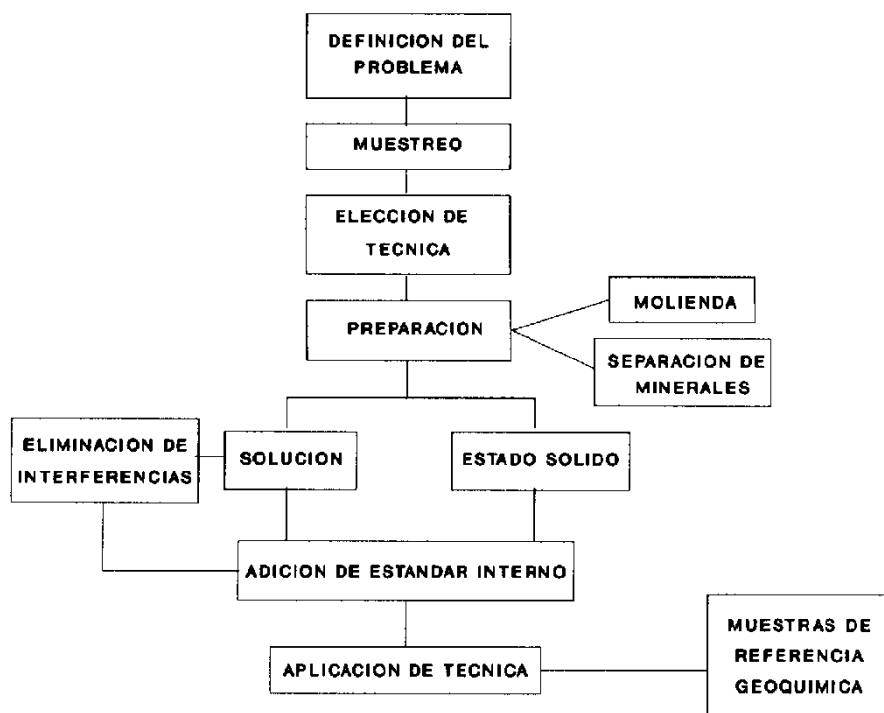 DEFINICION DEL
PROBLEMA
MUESTREO
ELECCION DE
TECNICA
PREPARACION
MOLIENDA
SEPARACION DE
MINERALES
ELIMINACION DE
INTERFERENCIAS
SOLUCION
ESTADO SOLIDO
ADICION DE ESTANDAR INTERNO
APLICACION DE TECNICA
MUESTRAS DE
REFERENCIA
GEOQUIMICA